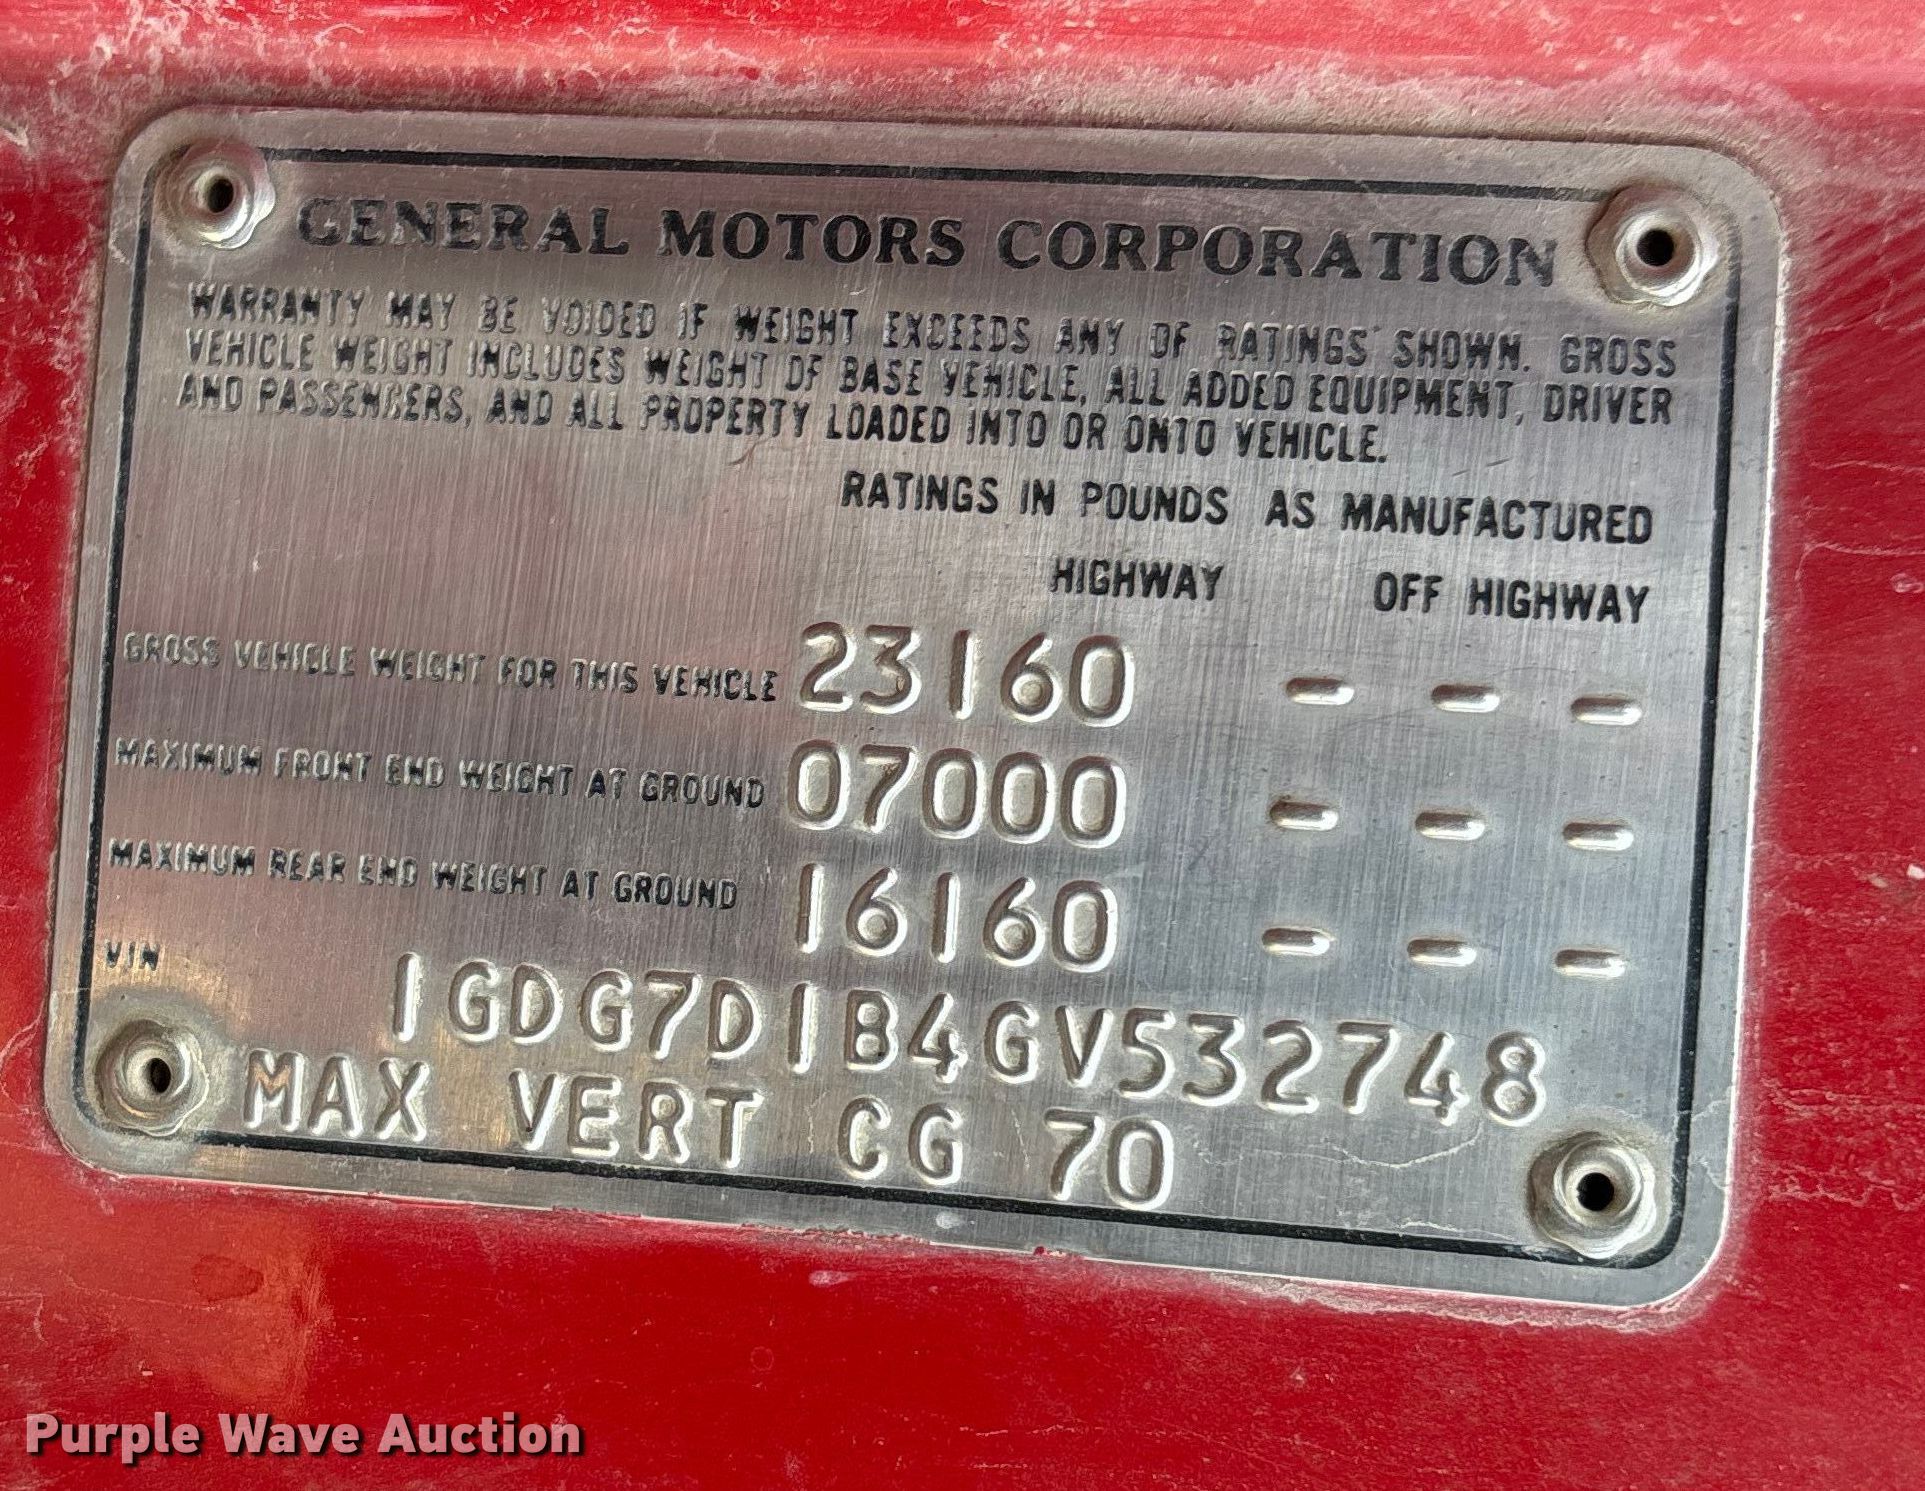 GENERAL MOTORS CORPORATION
WARRANTY MAY BE VOIDED IF WEIGHT EXCEEDS ANY OF RATINGS SHOWN. GROSS
VEHICLE WEIGHT INCLUDES WEIGHT OF BASE VEHICLE, ALL ADDED EQUIPMENT, DRIVER
AND PASSENGERS, AND ALL PROPERTY LOADED INTO OR ONTO VEHICLE.
RATINGS IN POUNDS AS MANUFACTURED
HIGHWAY OFF HIGHWAY
GROSS VEHICLE WEIGHT FOR THIS VEHICLE 23160 - - -
MAXIMUM FRONT END WEIGHT AT GROUND 07000 - - -
MAXIMUM REAR END WEIGHT AT GROUND 16160 - - -
VIN 1GDG7D1B4GV532748
MAX VERT CG 70
Purple Wave Auction